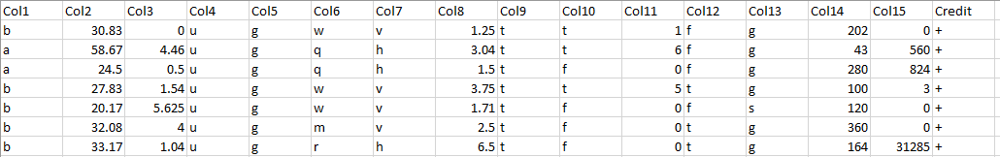 Col1 Col2 Col3 Col4 Col5 Col6 Col7 Col8 Col9 Col10 Col11 Col12 Col13 Col14 Col15 Credit
b 30.83 0 u g w v 1.25 t t 1 f g 202 0 +
a 58.67 4.46 u g q h 3.04 t t 6 f g 43 560 +
a 24.5 0.5 u g q h 1.5 t f 0 f g 280 824 +
b 27.83 1.54 u g w v 3.75 t t 5 t g 100 3 +
b 20.17 5.625 u g w v 1.71 t f 0 f s 120 0 +
b 32.08 4 u g m v 2.5 t f 0 t g 360 0 +
b 33.17 1.04 u g r h 6.5 t f 0 t g 164 31285 +